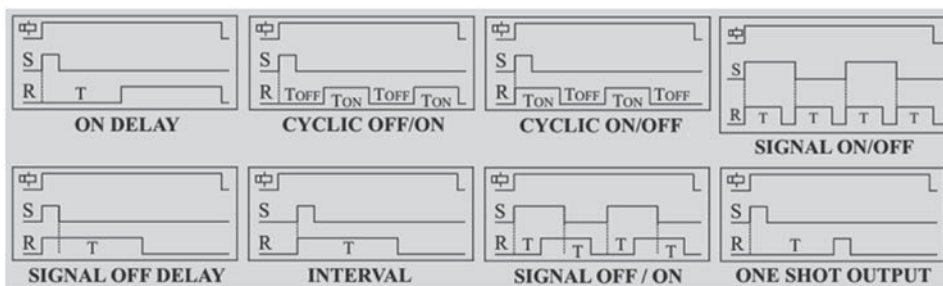 S
R T
ON DELAY
S
R TOFF TON TOFF TON
CYCLIC OFF/ON
S
R TON TOFF TON TOFF
CYCLIC ON/OFF
S
R T T T T
SIGNAL ON/OFF
S
R T
SIGNAL OFF DELAY
S
R T
INTERVAL
S
R T T T T
SIGNAL OFF / ON
S
R T
ONE SHOT OUTPUT